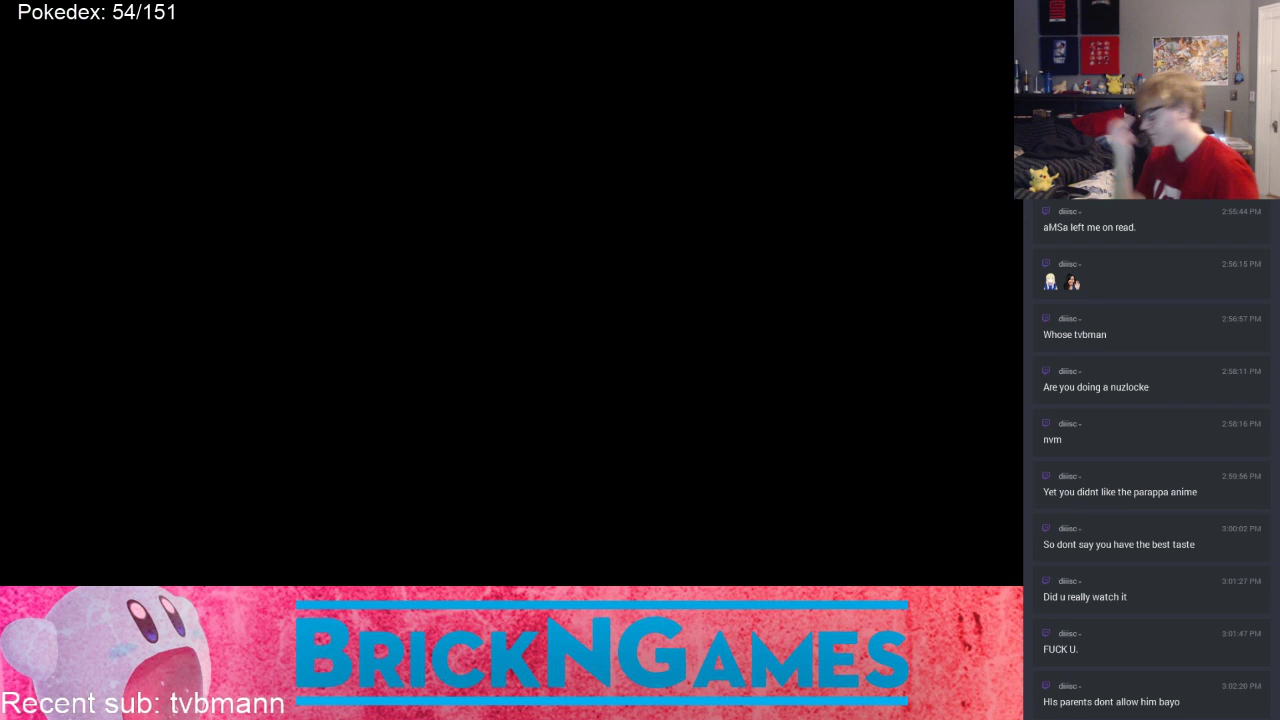 Pokedex: 54/151
diiisc - 2:55:44 PM
aMSa left me on read.
diiisc - 2:56:15 PM
diiisc - 2:56:57 PM
Whose tvbman
diiisc - 2:58:11 PM
Are you doing a nuzlocke
diiisc - 2:58:16 PM
nvm
diiisc - 2:59:56 PM
Yet you didnt like the parappa anime
diiisc - 3:00:02 PM
So dont say you have the best taste
diiisc - 3:01:27 PM
Did u really watch it
diiisc - 3:01:47 PM
FUCK U.
diiisc - 3:02:20 PM
HIs parents dont allow him bayo
BRICKNGAMES
Recent sub: tvbmann